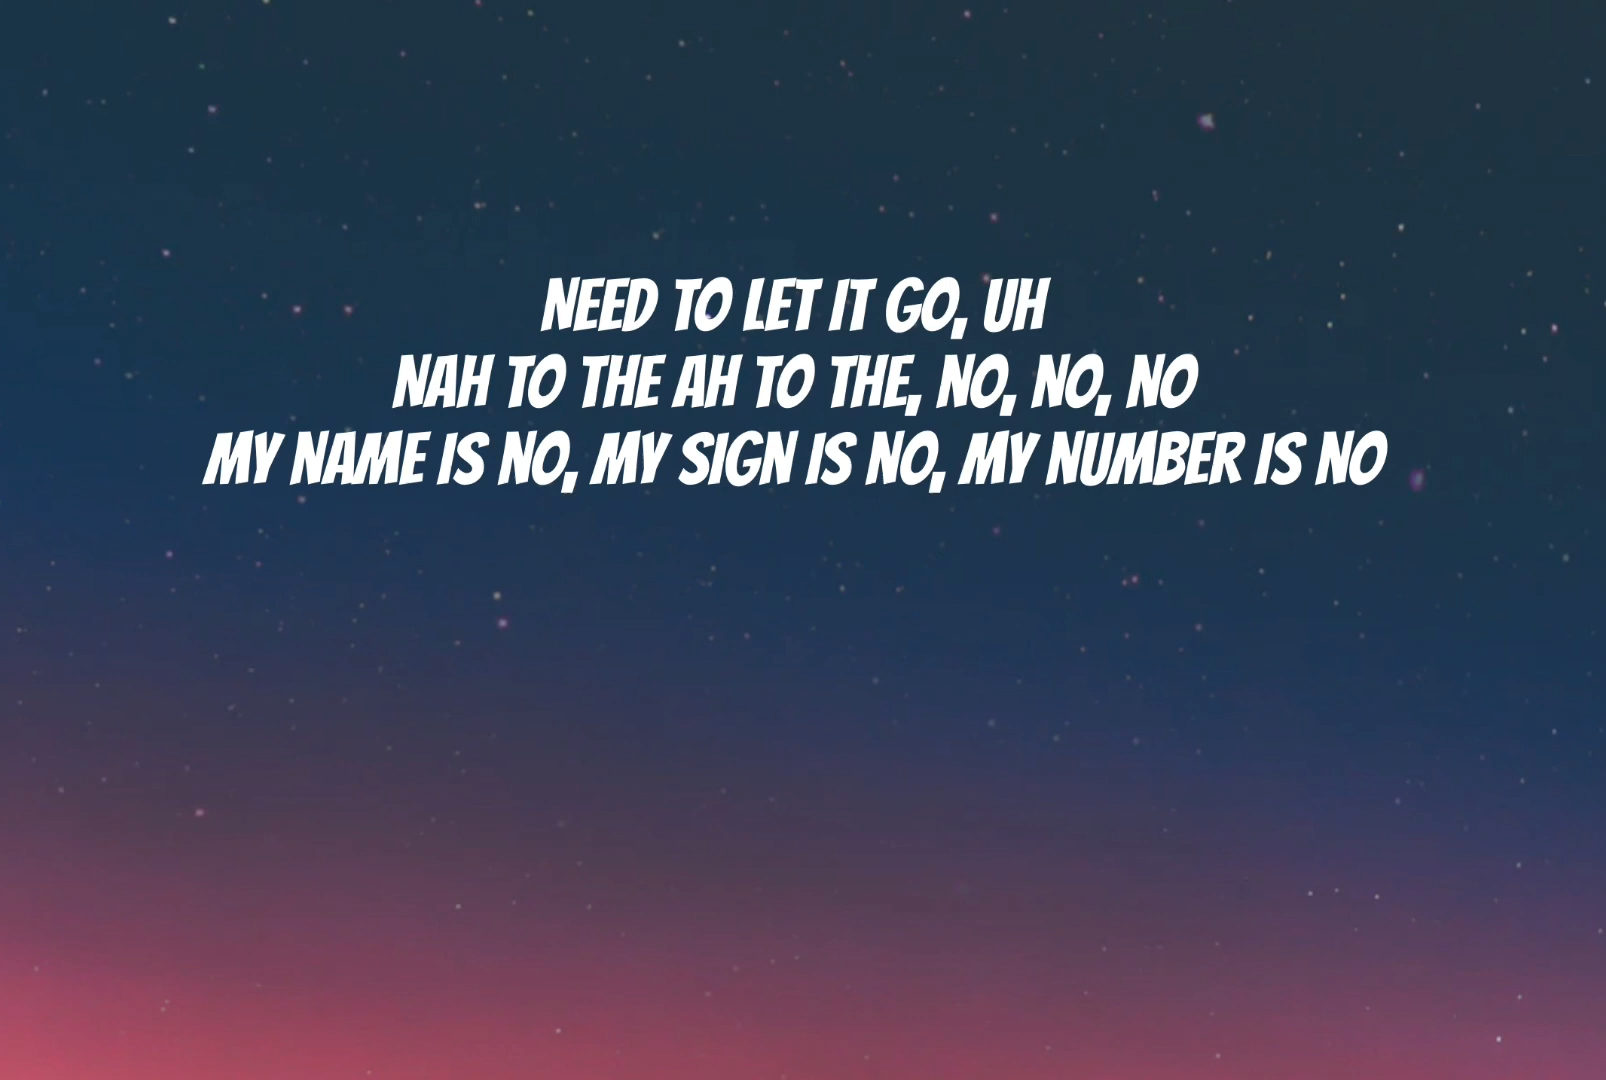 NEED TO LET IT GO, UH
NAH TO THE AH TO THE, NO, NO, NO
MY NAME IS NO, MY SIGN IS NO, MY NUMBER IS NO